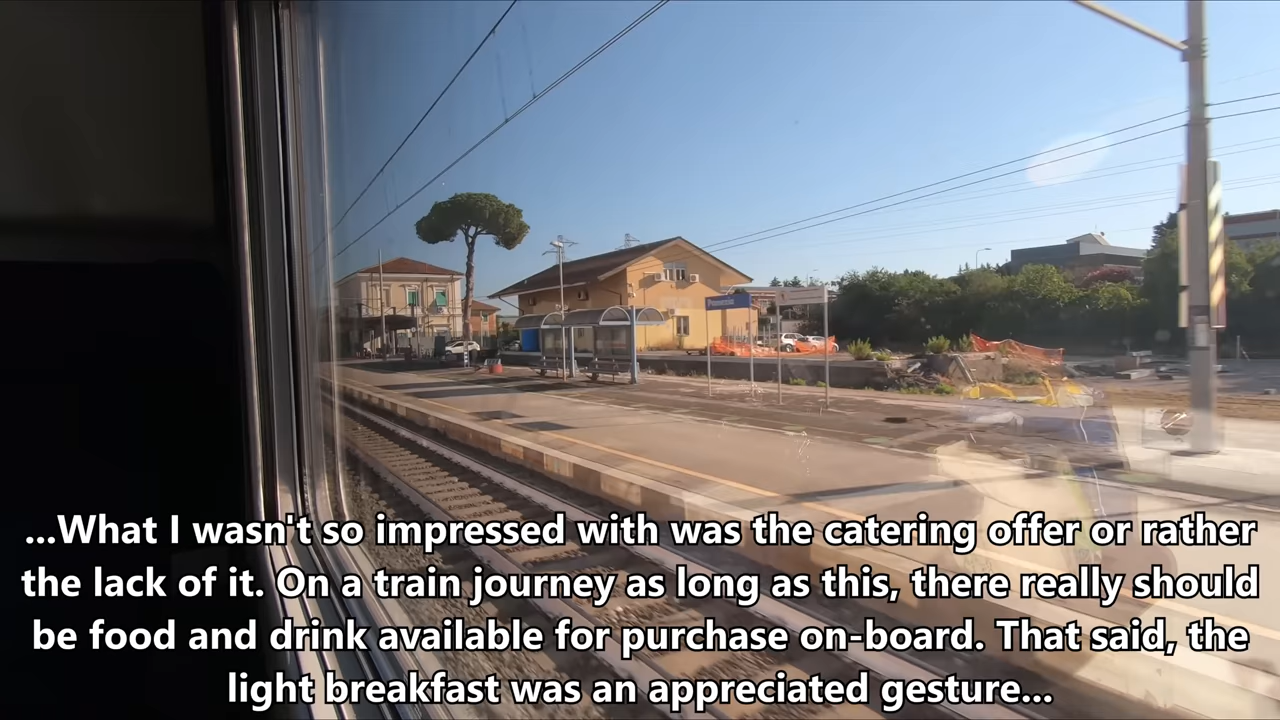 ...What I wasn't so impressed with was the catering offer or rather
the lack of it. On a train journey as long as this, there really should
be food and drink available for purchase on-board. That said, the
light breakfast was an appreciated gesture...